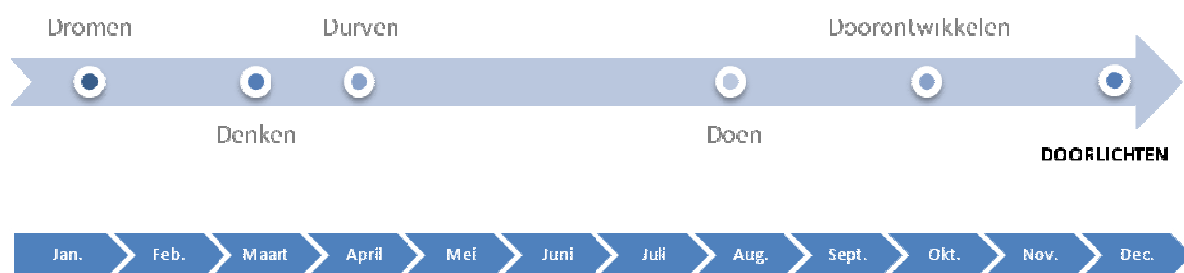 Dromen Durven Doorontwikkelen
Denken Doen
DOORLICHTEN
Jan. Feb. Maart April Mei Juni Juli Aug. Sept. Okt. Nov. Dec.